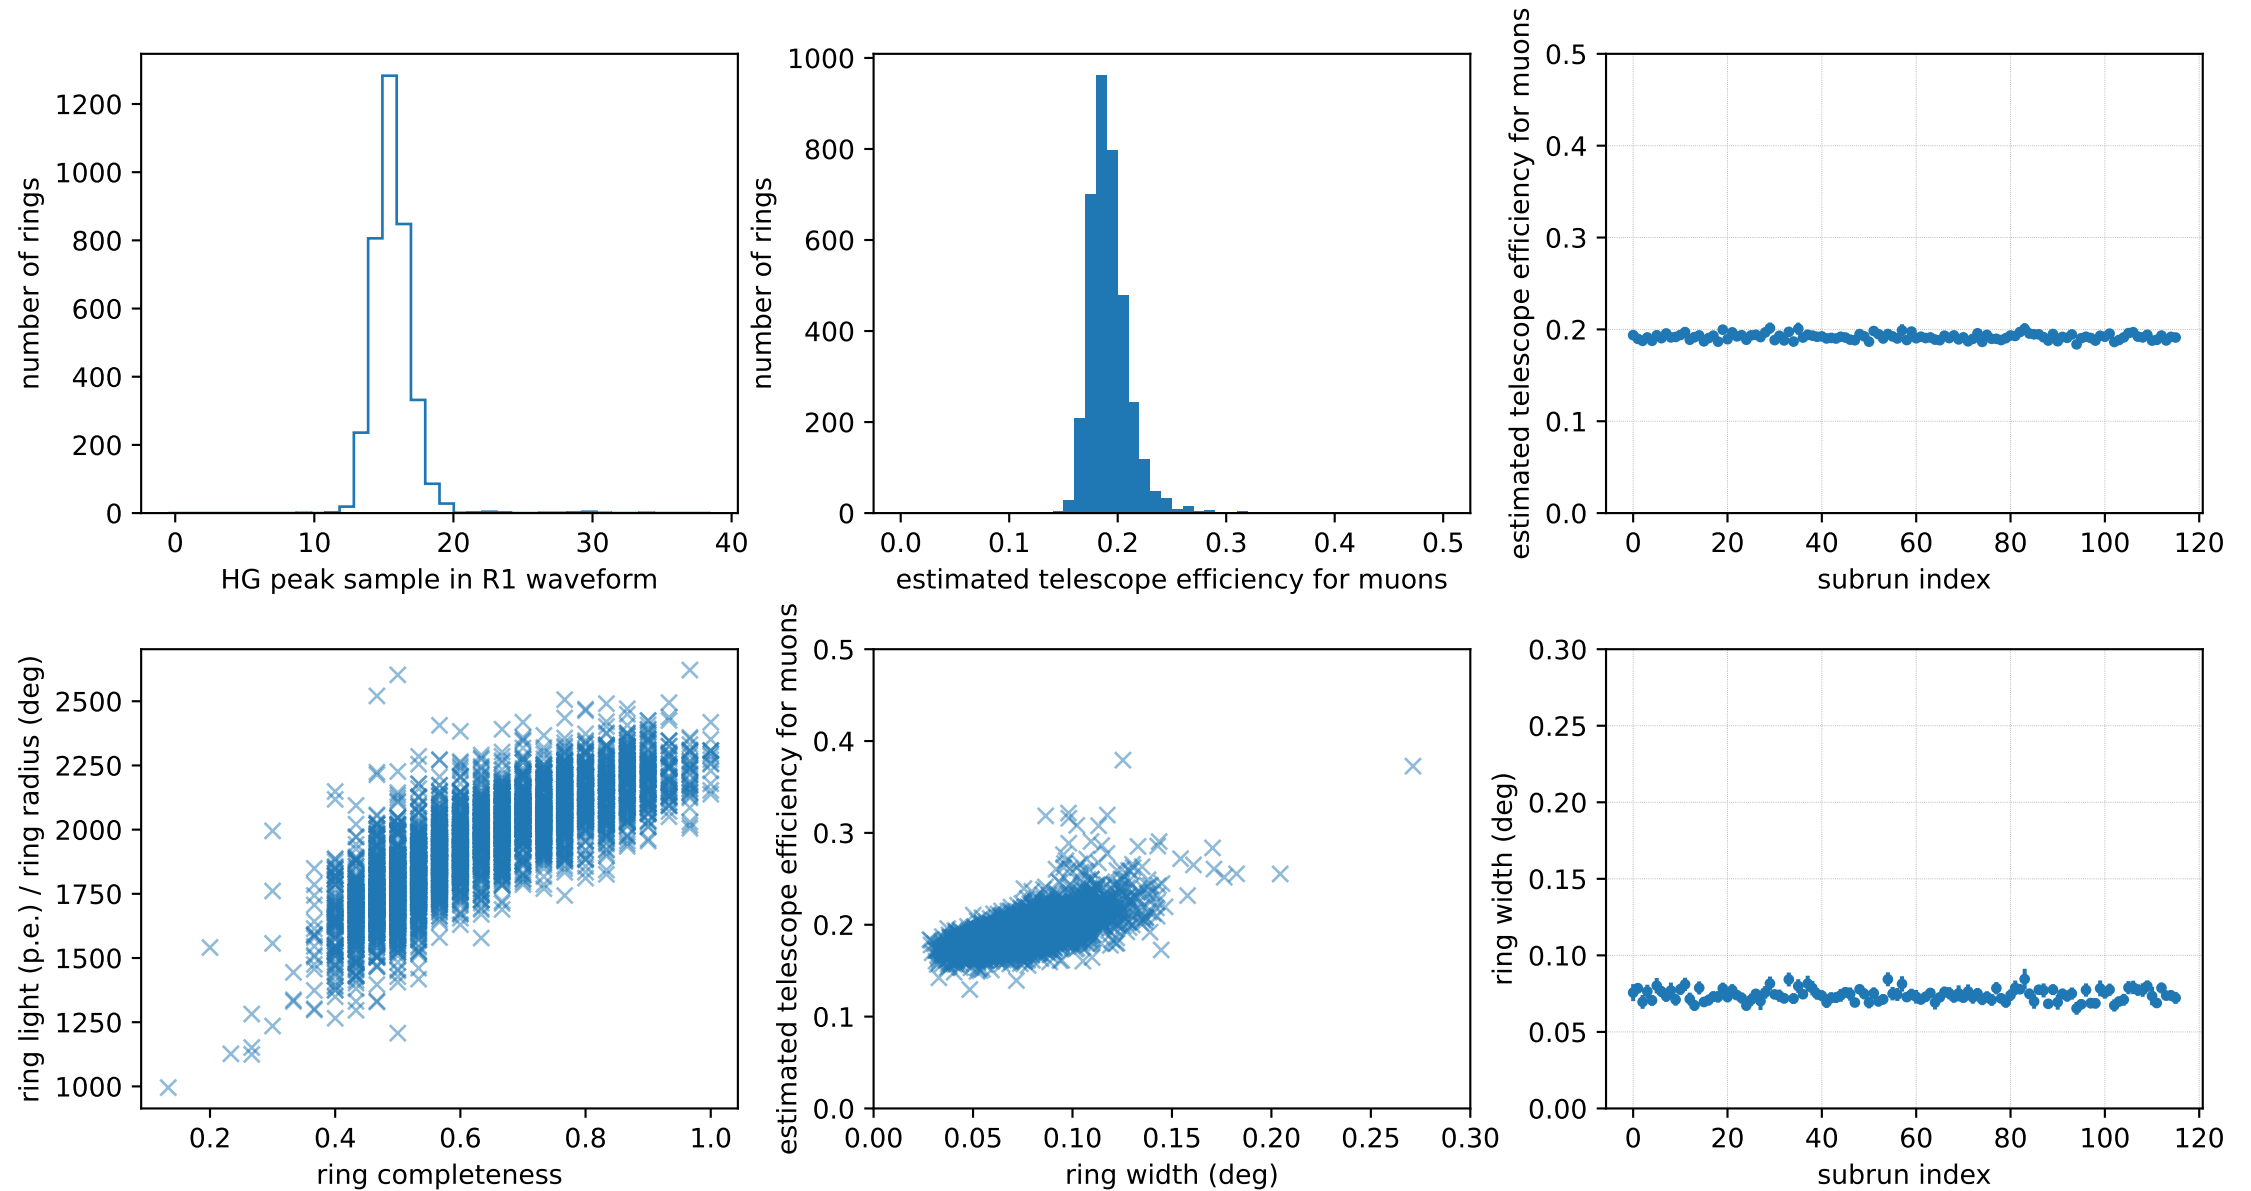 number of rings
1200
1000
800
600
400
200
0
0 10 20 30 40
HG peak sample in R1 waveform
number of rings
1000
800
600
400
200
0
0.0 0.1 0.2 0.3 0.4 0.5
estimated telescope efficiency for muons
estimated telescope efficiency for muons
0.5
0.4
0.3
0.2
0.1
0.0
0 20 40 60 80 100 120
subrun index
ring light (p.e.) / ring radius (deg)
2500
2250
2000
1750
1500
1250
1000
0.2 0.4 0.6 0.8 1.0
ring completeness
estimated telescope efficiency for muons
0.5
0.4
0.3
0.2
0.1
0.0
0.00 0.05 0.10 0.15 0.20 0.25 0.30
ring width (deg)
ring width (deg)
0.30
0.25
0.20
0.15
0.10
0.05
0.00
0 20 40 60 80 100 120
subrun index